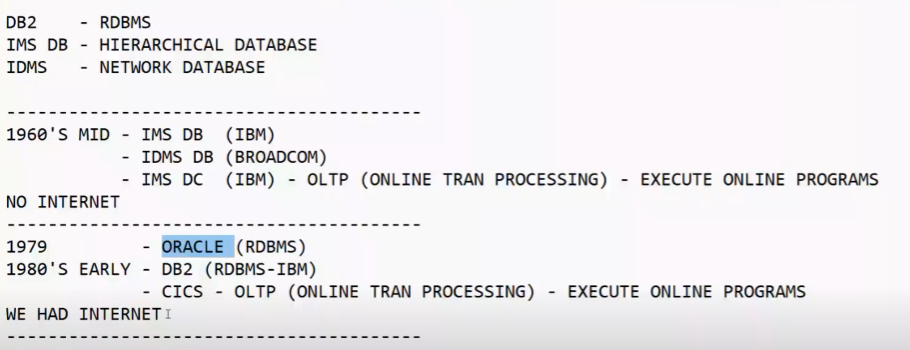 DB2    - RDBMS
IMS DB - HIERARCHICAL DATABASE
IDMS   - NETWORK DATABASE
----------------------------------------
1960'S MID - IMS DB  (IBM)
           - IDMS DB (BROADCOM)
           - IMS DC  (IBM) - OLTP (ONLINE TRAN PROCESSING) - EXECUTE ONLINE PROGRAMS
NO INTERNET
----------------------------------------
1979         - ORACLE (RDBMS)
1980'S EARLY - DB2 (RDBMS-IBM)
             - CICS - OLTP (ONLINE TRAN PROCESSING) - EXECUTE ONLINE PROGRAMS
WE HAD INTERNET
----------------------------------------